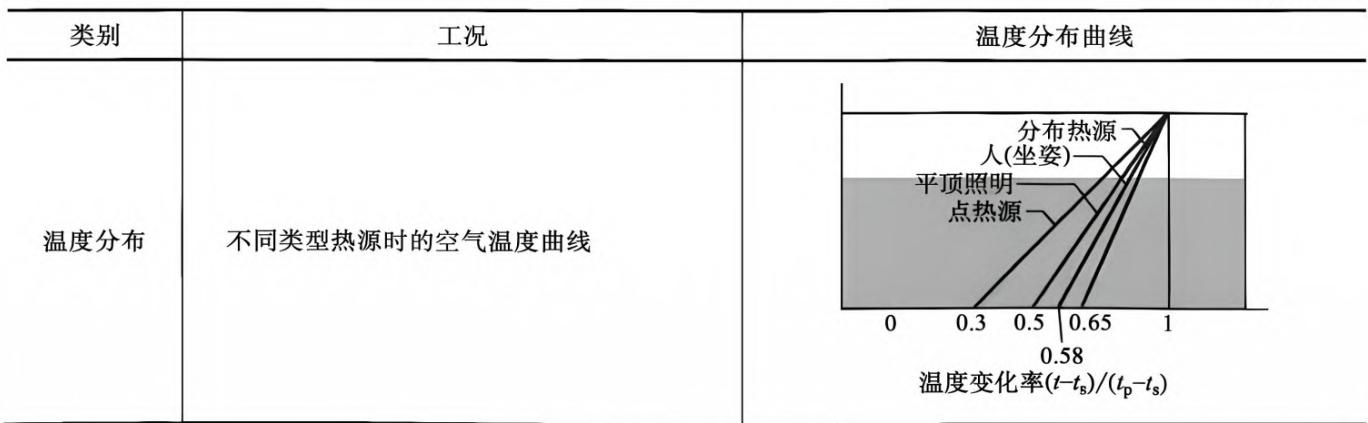 类别 工况 温度分布曲线
分布热源
人(坐姿)
平顶照明
点热源
温度分布 不同类型热源时的空气温度曲线
0 0.3 0.5 0.65 1
0.58
温度变化率(t-ts)/(tp-ts)